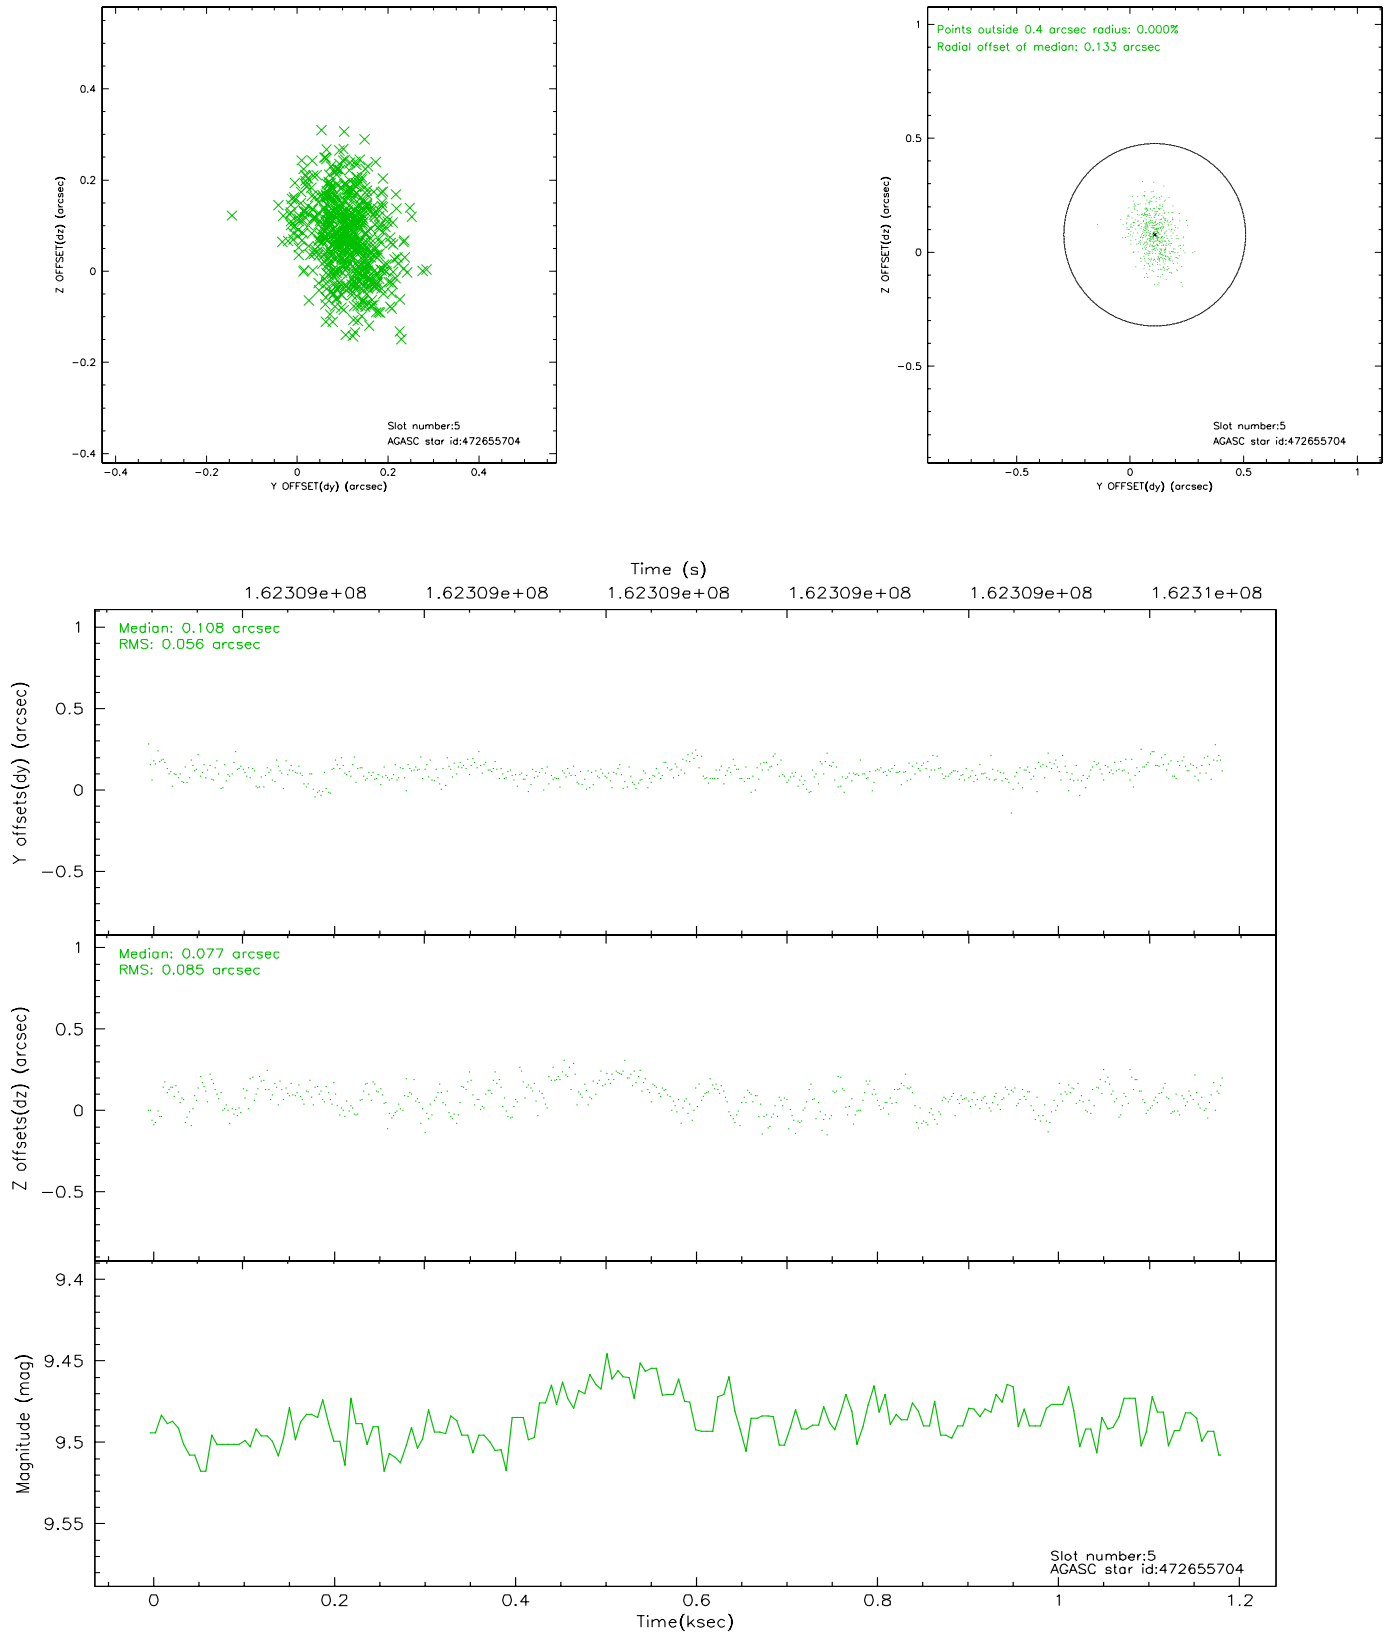 0.4
0.2
0
−0.2
−0.4
Z OFFSET(dz) (arcsec)
Slot number:5
AGASC star id:472655704
−0.4 −0.2 0 0.2 0.4
Y OFFSET(dy) (arcsec)
Points outside 0.4 arcsec radius: 0.000%
Radial offset of median: 0.133 arcsec
1
0.5
0
−0.5
Z OFFSET(dz) (arcsec)
Slot number:5
AGASC star id:472655704
−0.5 0 0.5 1
Y OFFSET(dy) (arcsec)
Time (s)
1.62309e+08 1.62309e+08 1.62309e+08 1.62309e+08 1.62309e+08 1.6231e+08
Median: 0.108 arcsec
RMS: 0.056 arcsec
1
0.5
0
−0.5
Y offsets(dy) (arcsec)
Median: 0.077 arcsec
RMS: 0.085 arcsec
1
0.5
0
−0.5
Z offsets(dz) (arcsec)
9.4
9.45
9.5
9.55
Magnitude (mag)
Slot number:5
AGASC star id:472655704
0 0.2 0.4 0.6 0.8 1 1.2
Time(ksec)